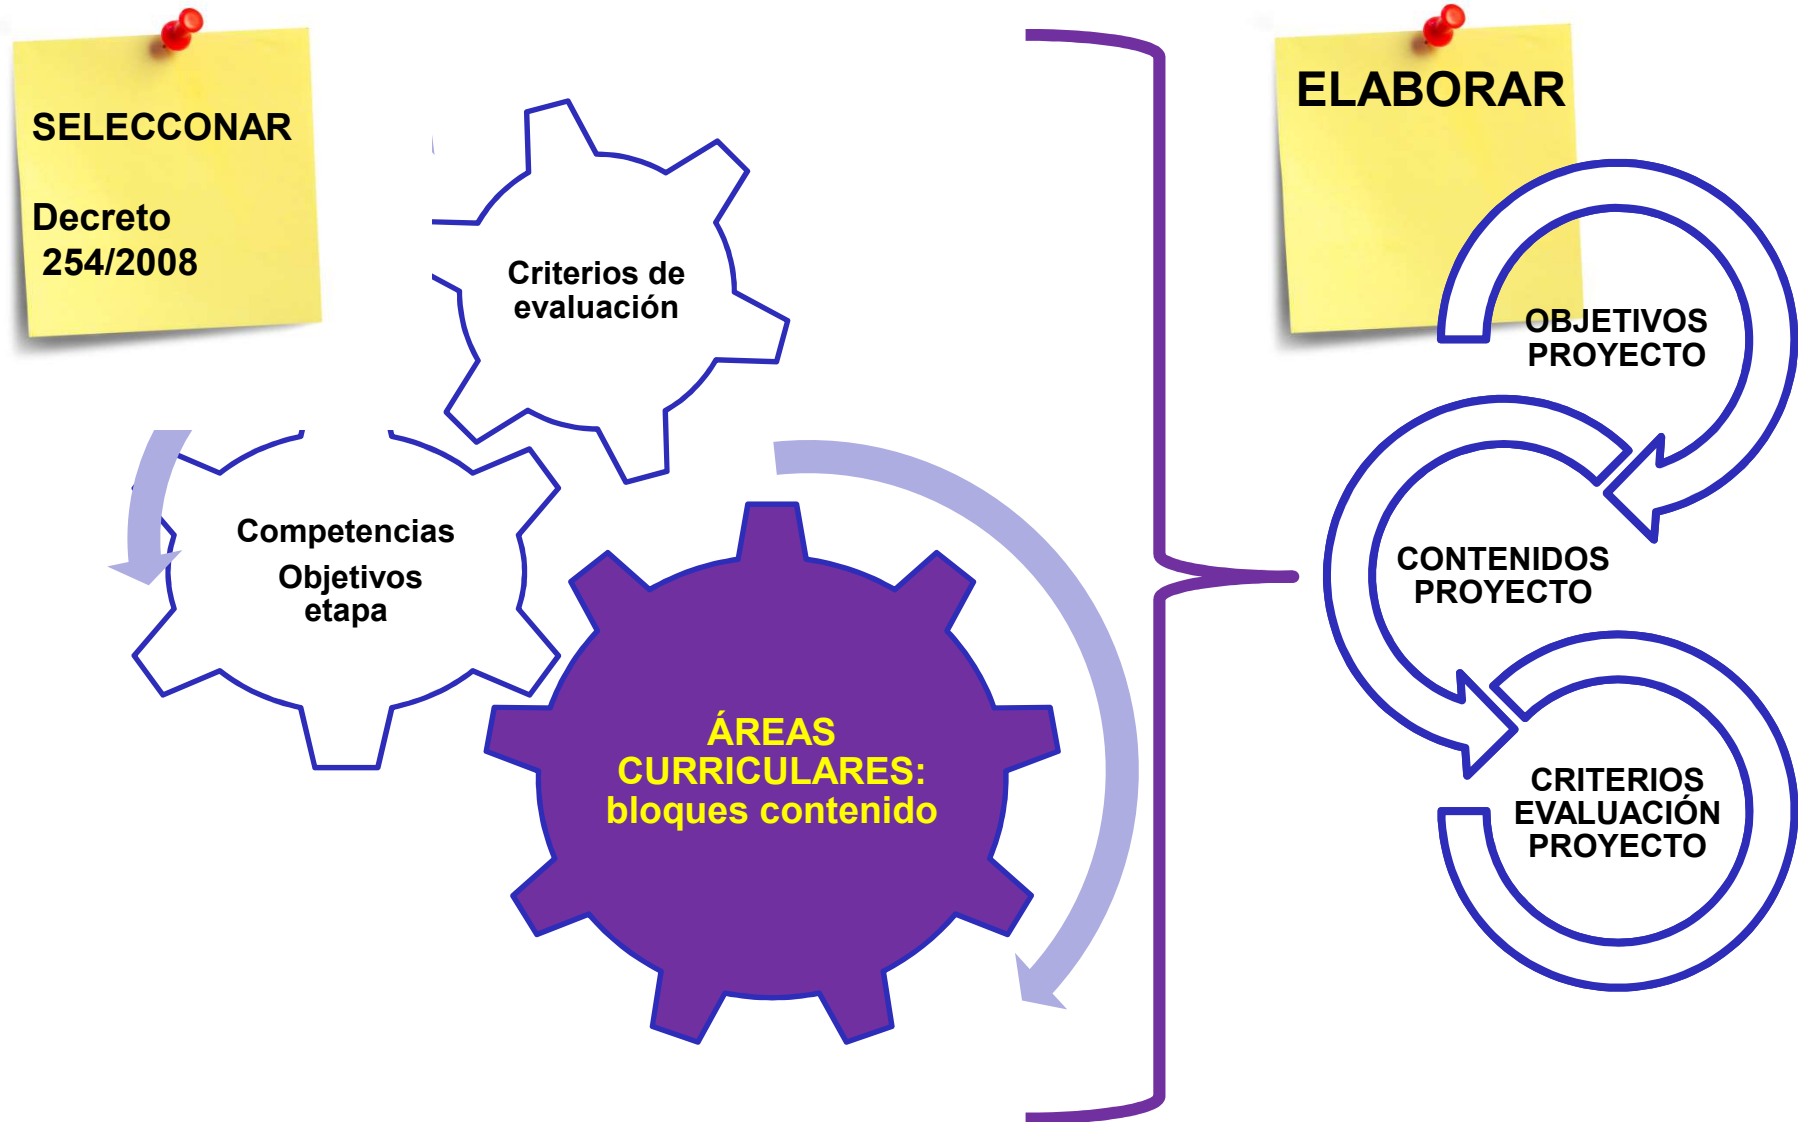 SELECCONAR
Decreto
254/2008
Criterios de
evaluación
Competencias
Objetivos
etapa
ÁREAS
CURRICULARES:
bloques contenido
ELABORAR
OBJETIVOS
PROYECTO
CONTENIDOS
PROYECTO
CRITERIOS
EVALUACIÓN
PROYECTO